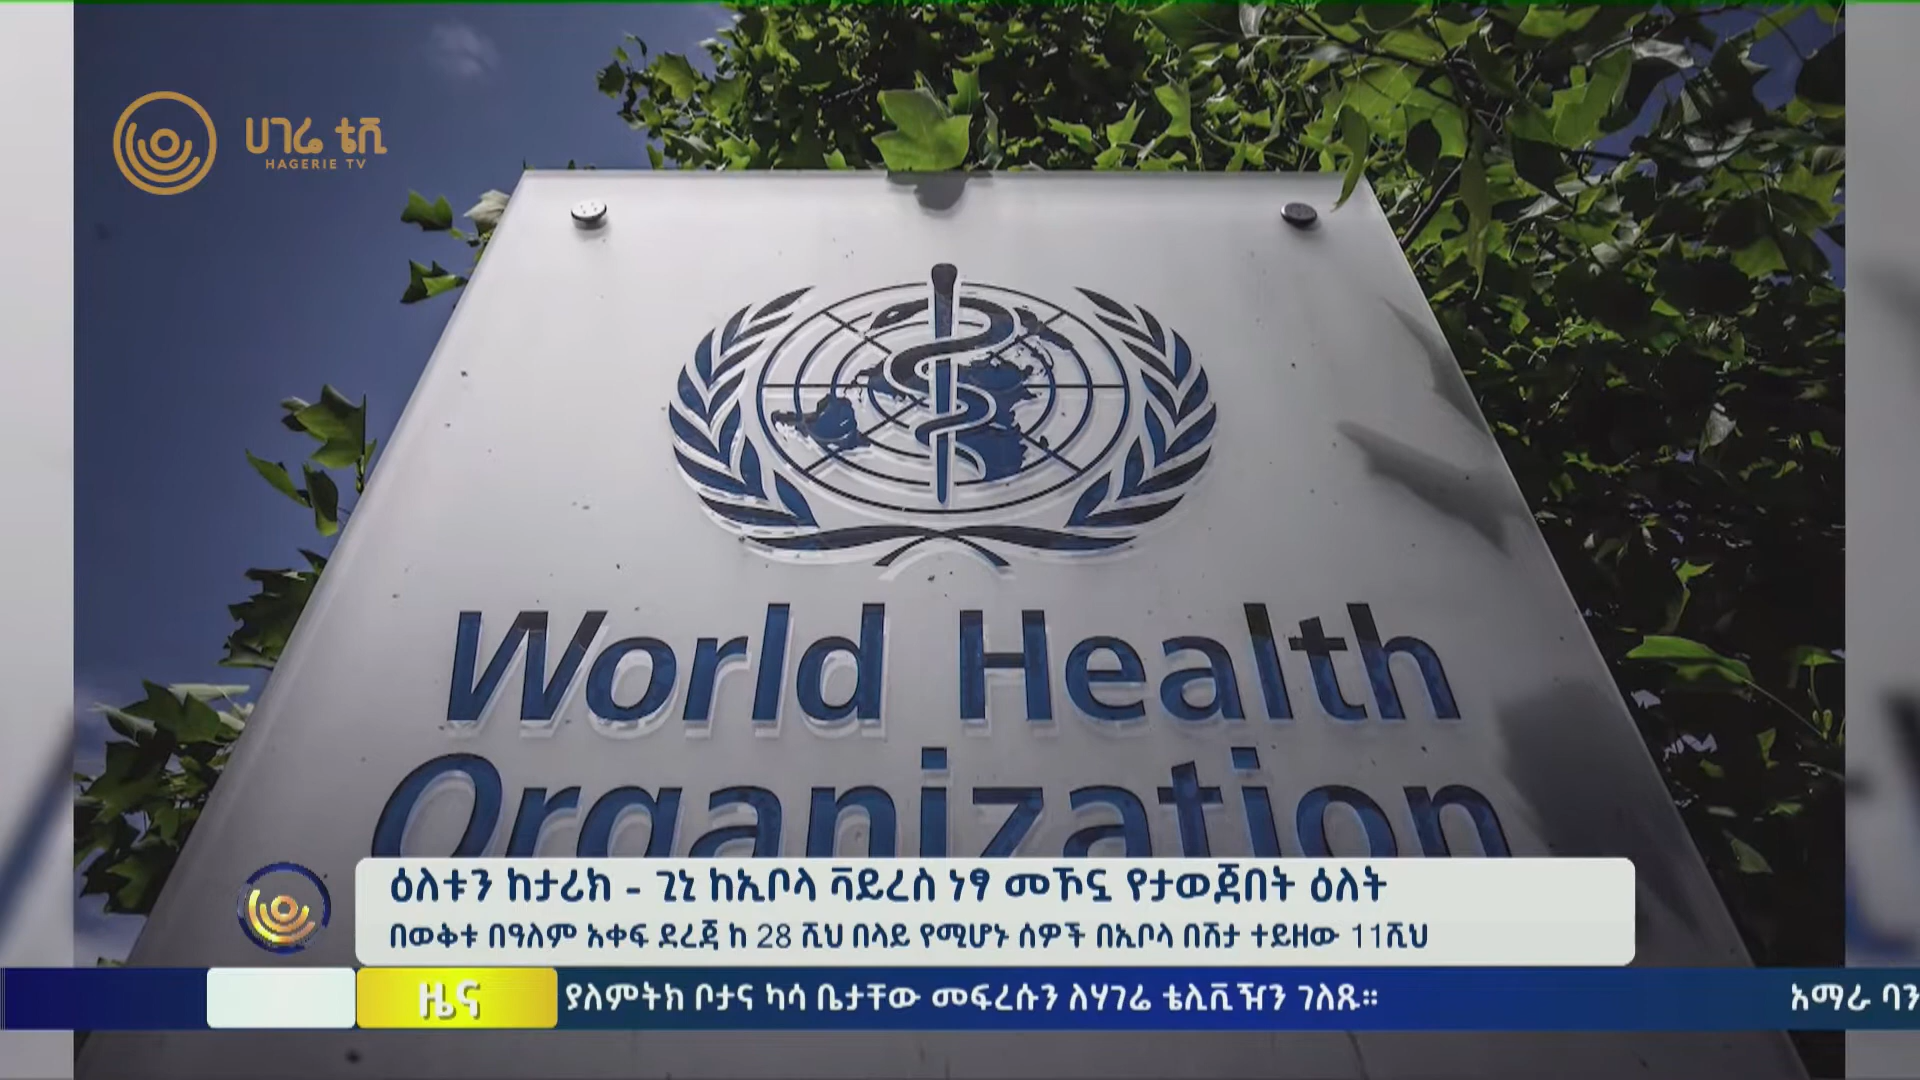 ሀገሬ ቲቪ
HAGERIE TV
World Health
Organization
ዕለቱን ከታሪክ - ጊኒ ከኢቦላ ቫይረስ ነፃ መኾኗ የታወጀበት ዕለት
በወቅቱ በዓለም አቀፍ ደረጃ ከ 28 ሺህ በላይ የሚሆኑ ሰዎች በኢቦላ በሽታ ተይዘው 11ሺህ
ዜና
ያለምትክ ቦታና ካሳ ቤታቸው መፍረሱን ለሃገሬ ቴሊቪዥን ገለጹ። አማራ ባን